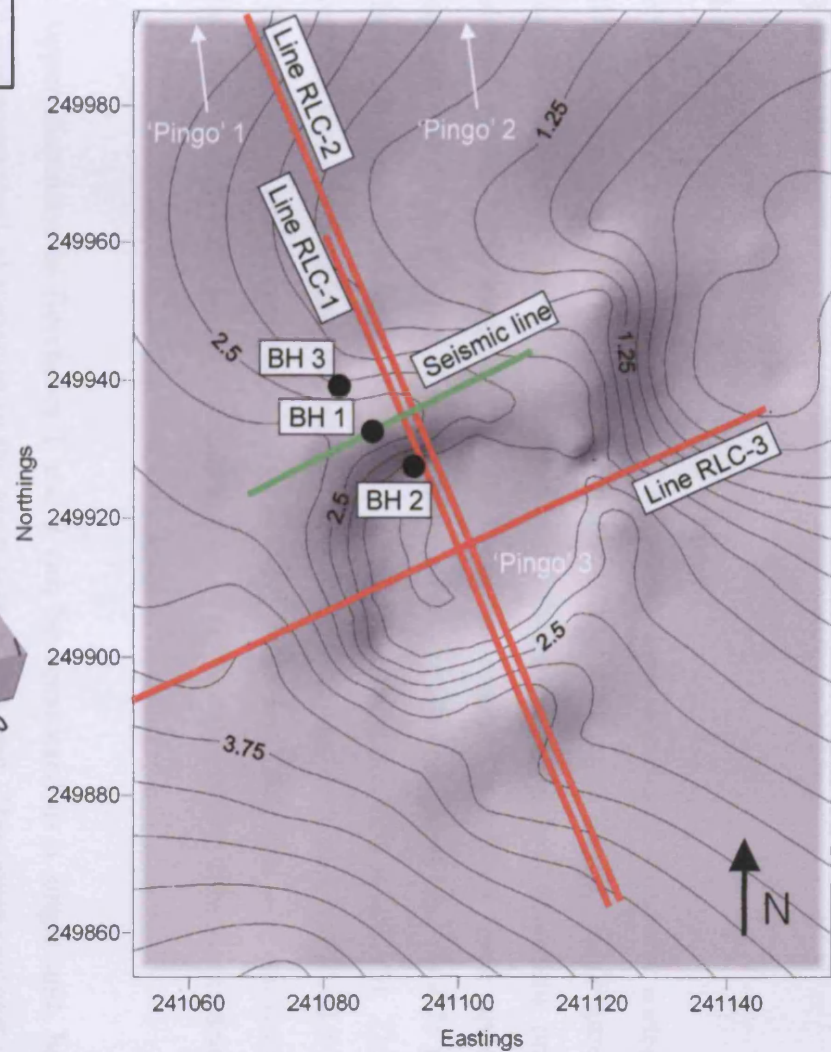 Line RLC-2
249980
'Pingo' 1
'Pingo' 2
1.25
Line RLC-1
249960
2.5
BH 3
Seismic line
1.25
249940
BH 1
Line RLC-3
BH 2
2.5
Northings
249920
'Pingo' 3
2.5
249900
3.75
249880
N
249860
241060
241080
241100
241120
241140
Eastings